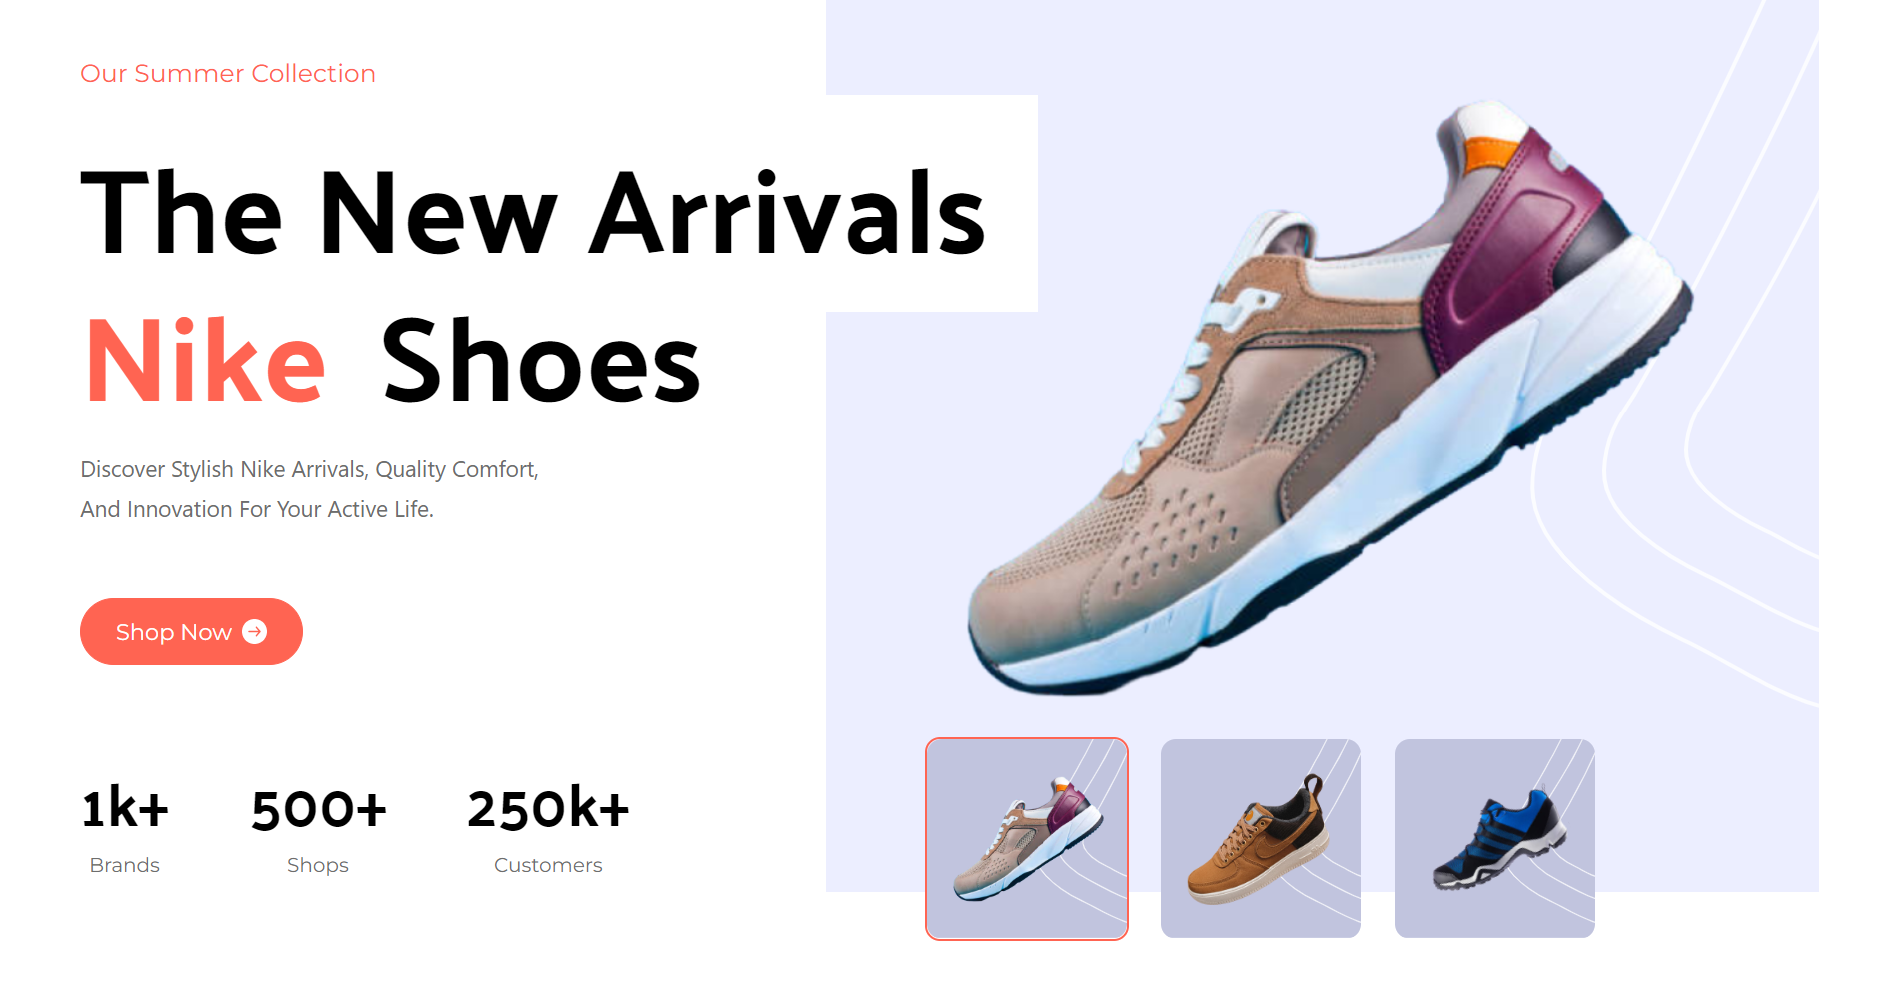 Our Summer Collection
The New Arrivals
Nike Shoes
Discover Stylish Nike Arrivals, Quality Comfort,
And Innovation For Your Active Life.
Shop Now
1k+
Brands
500+
Shops
250k+
Customers